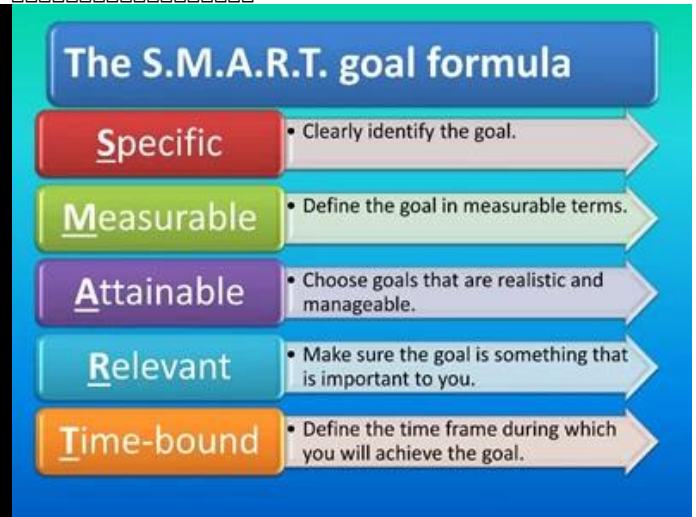 The S.M.A.R.T. goal formula
Specific
• Clearly identify the goal.
Measurable
• Define the goal in measurable terms.
Attainable
• Choose goals that are realistic and
manageable.
Relevant
• Make sure the goal is something that
is important to you.
Time-bound
• Define the time frame during which
you will achieve the goal.